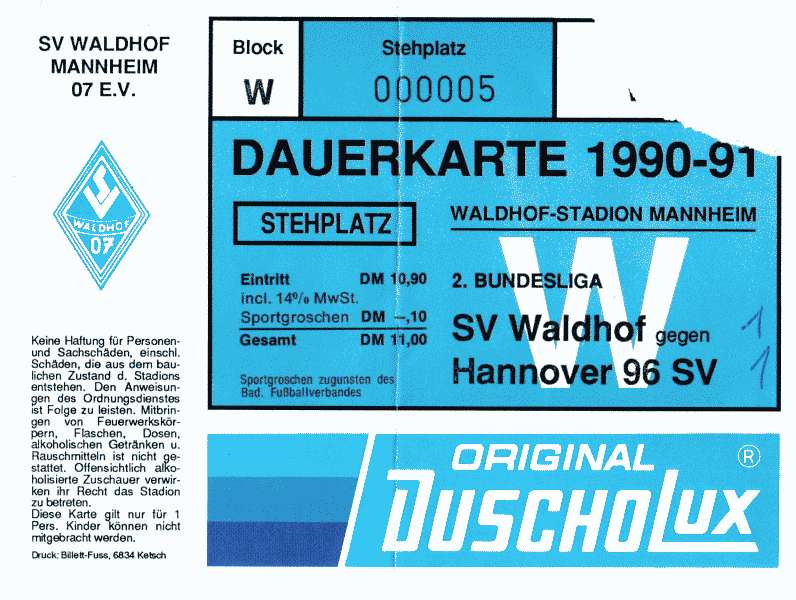 SV WALDHOF
MANNHEIM
07 E.V.
WALDHOF
07
Keine Haftung für Personen-
und Sachschäden, einschl.
Schäden, die aus dem bau-
lichen Zustand d. Stadions
entstehen. Den Anweisun-
gen des Ordnungsdienstes
ist Folge zu leisten. Mitbrin-
gen von Feuerwerkskör-
pern, Flaschen, Dosen,
alkoholischen Getränken u.
Rauschmitteln ist nicht ge-
stattet. Offensichtlich alko-
holisierte Zuschauer verwir-
ken ihr Recht das Stadion
zu betreten.
Diese Karte gilt nur für 1
Pers. Kinder können nicht
mitgebracht werden.
Druck: Billett-Fuss, 6834 Ketsch
Block
W
Stehplatz
000005
DAUERKARTE 1990-91
STEHPLATZ
WALDHOF-STADION MANNHEIM
W
Eintritt DM 10,90
incl. 14% MwSt.
Sportgroschen DM –,10
Gesamt DM 11,00
Sportgroschen zugunsten des
Bad. Fußballverbandes
2. BUNDESLIGA
SV Waldhof gegen
Hannover 96 SV
1
1
ORIGINAL ®
DUSCHOLUX